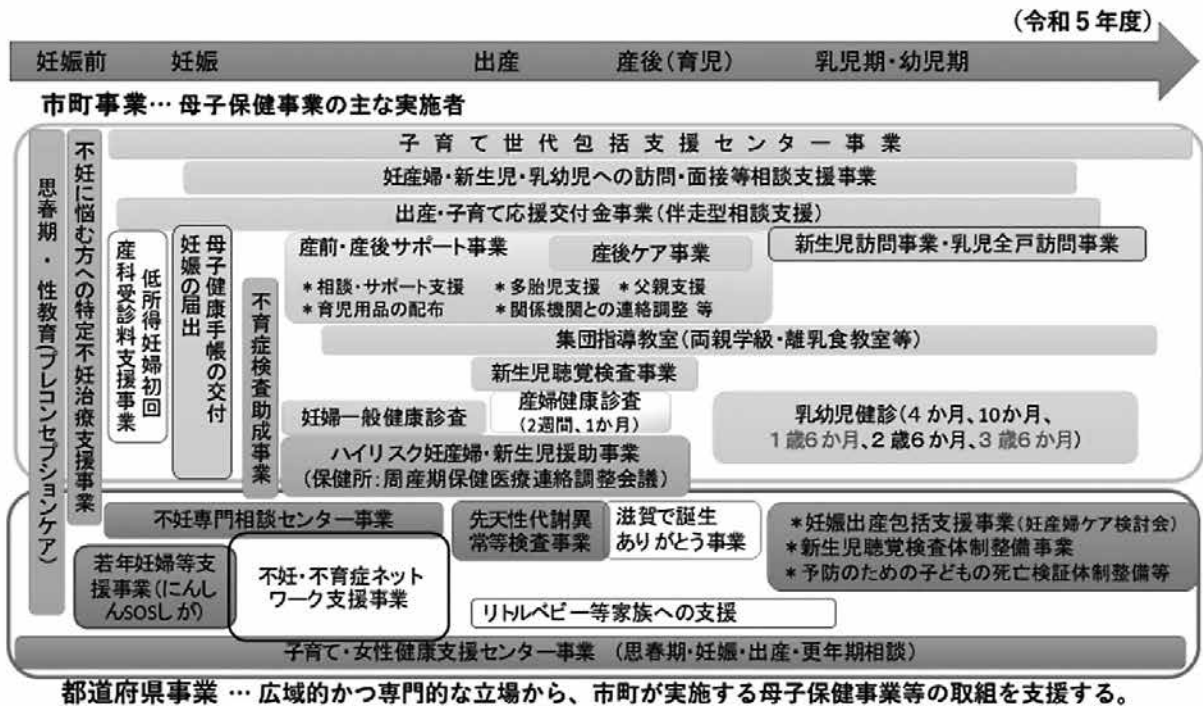 (令和5年度)
妊娠前 妊娠 出産 産後(育児) 乳児期・幼児期
市町事業… 母子保健事業の主な実施者
思春期・性教育(プレコンセプションケア)
不妊に悩む方への特定不妊治療支援事業
子育て世代包括支援センター事業
妊産婦・新生児・乳幼児への訪問・面接等相談支援事業
出産・子育て応援交付金事業(伴走型相談支援)
低所得妊婦初回
産科受診料支援事業
母子健康手帳の交付
妊娠の届出
不育症検査助成事業
産前・産後サポート事業
産後ケア事業
*相談・サポート支援 *多胎児支援 *父親支援
*育児用品の配布 *関係機関との連絡調整 等
新生児訪問事業・乳児全戸訪問事業
集団指導教室(両親学級・離乳食教室等)
新生児聴覚検査事業
妊婦一般健康診査
産婦健康診査
(2週間、1か月)
乳幼児健診(4か月、10か月、
1歳6か月、2歳6か月、3歳6か月)
ハイリスク妊産婦・新生児援助事業
(保健所:周産期保健医療連絡調整会議)
不妊専門相談センター事業
先天性代謝異
常等検査事業
滋賀で誕生
ありがとう事業
*妊娠出産包括支援事業(妊産婦ケア検討会)
*新生児聴覚検査体制整備事業
*予防のための子どもの死亡検証体制整備等
若年妊婦等支
援事業(にんし
んSOSしが)
不妊・不育症ネット
ワーク支援事業
リトルベビー等家族への支援
子育て・女性健康支援センター事業 (思春期・妊娠・出産・更年期相談)
都道府県事業 … 広域的かつ専門的な立場から、市町が実施する母子保健事業等の取組を支援する。